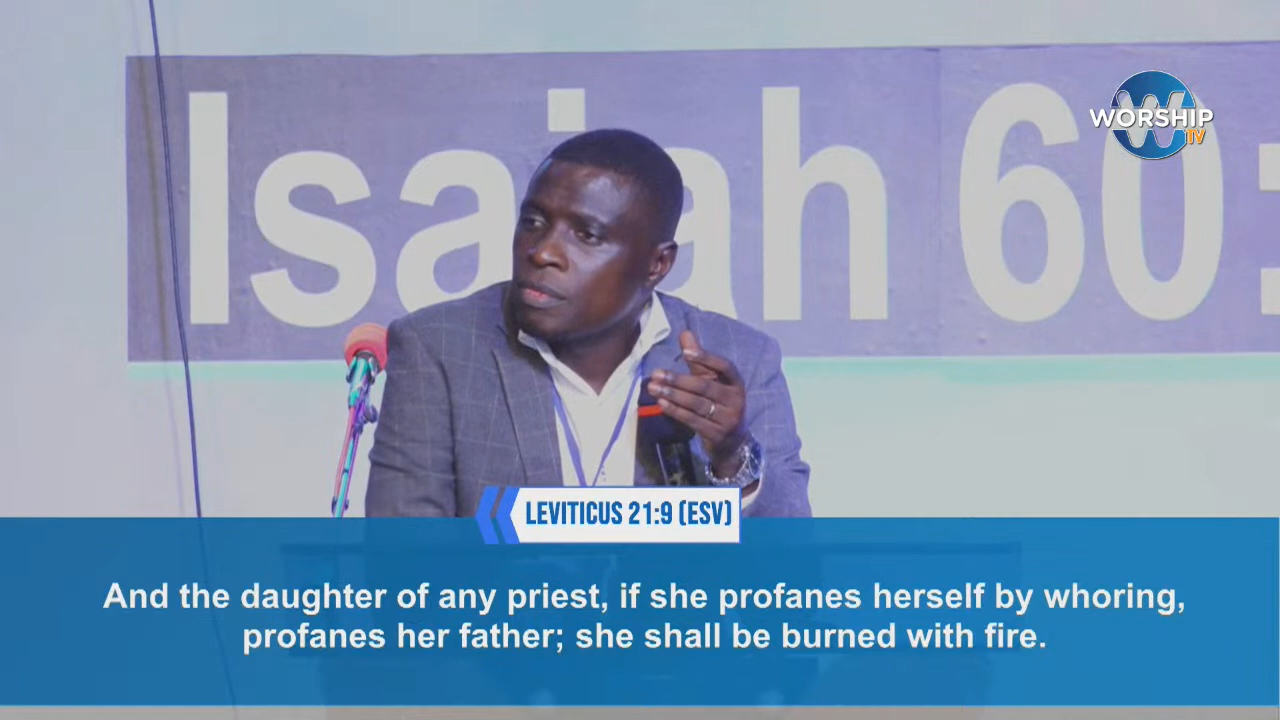 Isaiah 60:
WORSHIP
TV
LEVITICUS 21:9 (ESV)
And the daughter of any priest, if she profanes herself by whoring,
profanes her father; she shall be burned with fire.